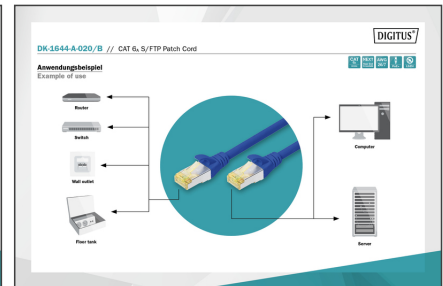 DIGITUS®
DK-1644-A-020/B // CAT 6A S/FTP Patch Cord
Anwendungsbeispiel
Example of use
Router
Switch
Wall outlet
Floor tank
Computer
Server